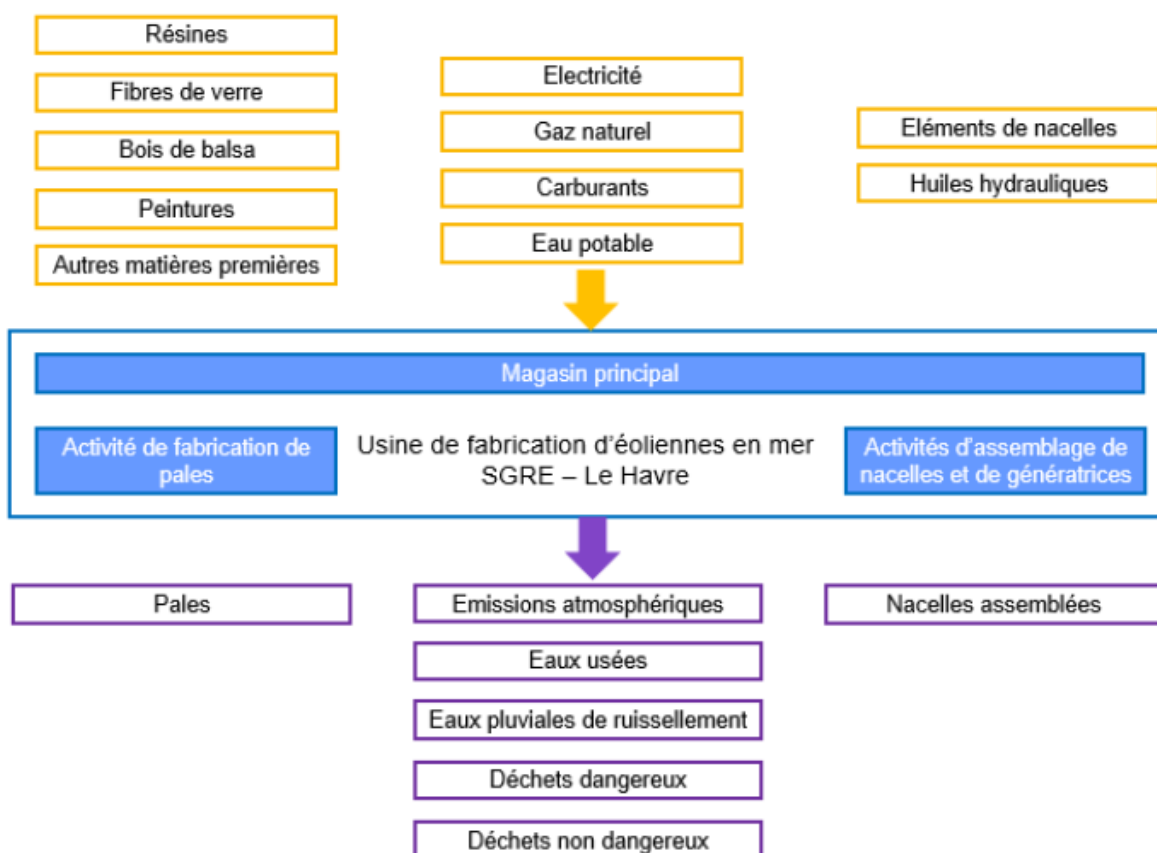 Résines
Fibres de verre
Bois de balsa
Peintures
Autres matières premières
Electricité
Gaz naturel
Carburants
Eau potable
Eléments de nacelles
Huiles hydrauliques
Magasin principal
Activité de fabrication de
pales
Usine de fabrication d'éoliennes en mer
SGRE – Le Havre
Activités d'assemblage de
nacelles et de génératrices
Pales
Emissions atmosphériques
Eaux usées
Eaux pluviales de ruissellement
Déchets dangereux
Déchets non dangereux
Nacelles assemblées